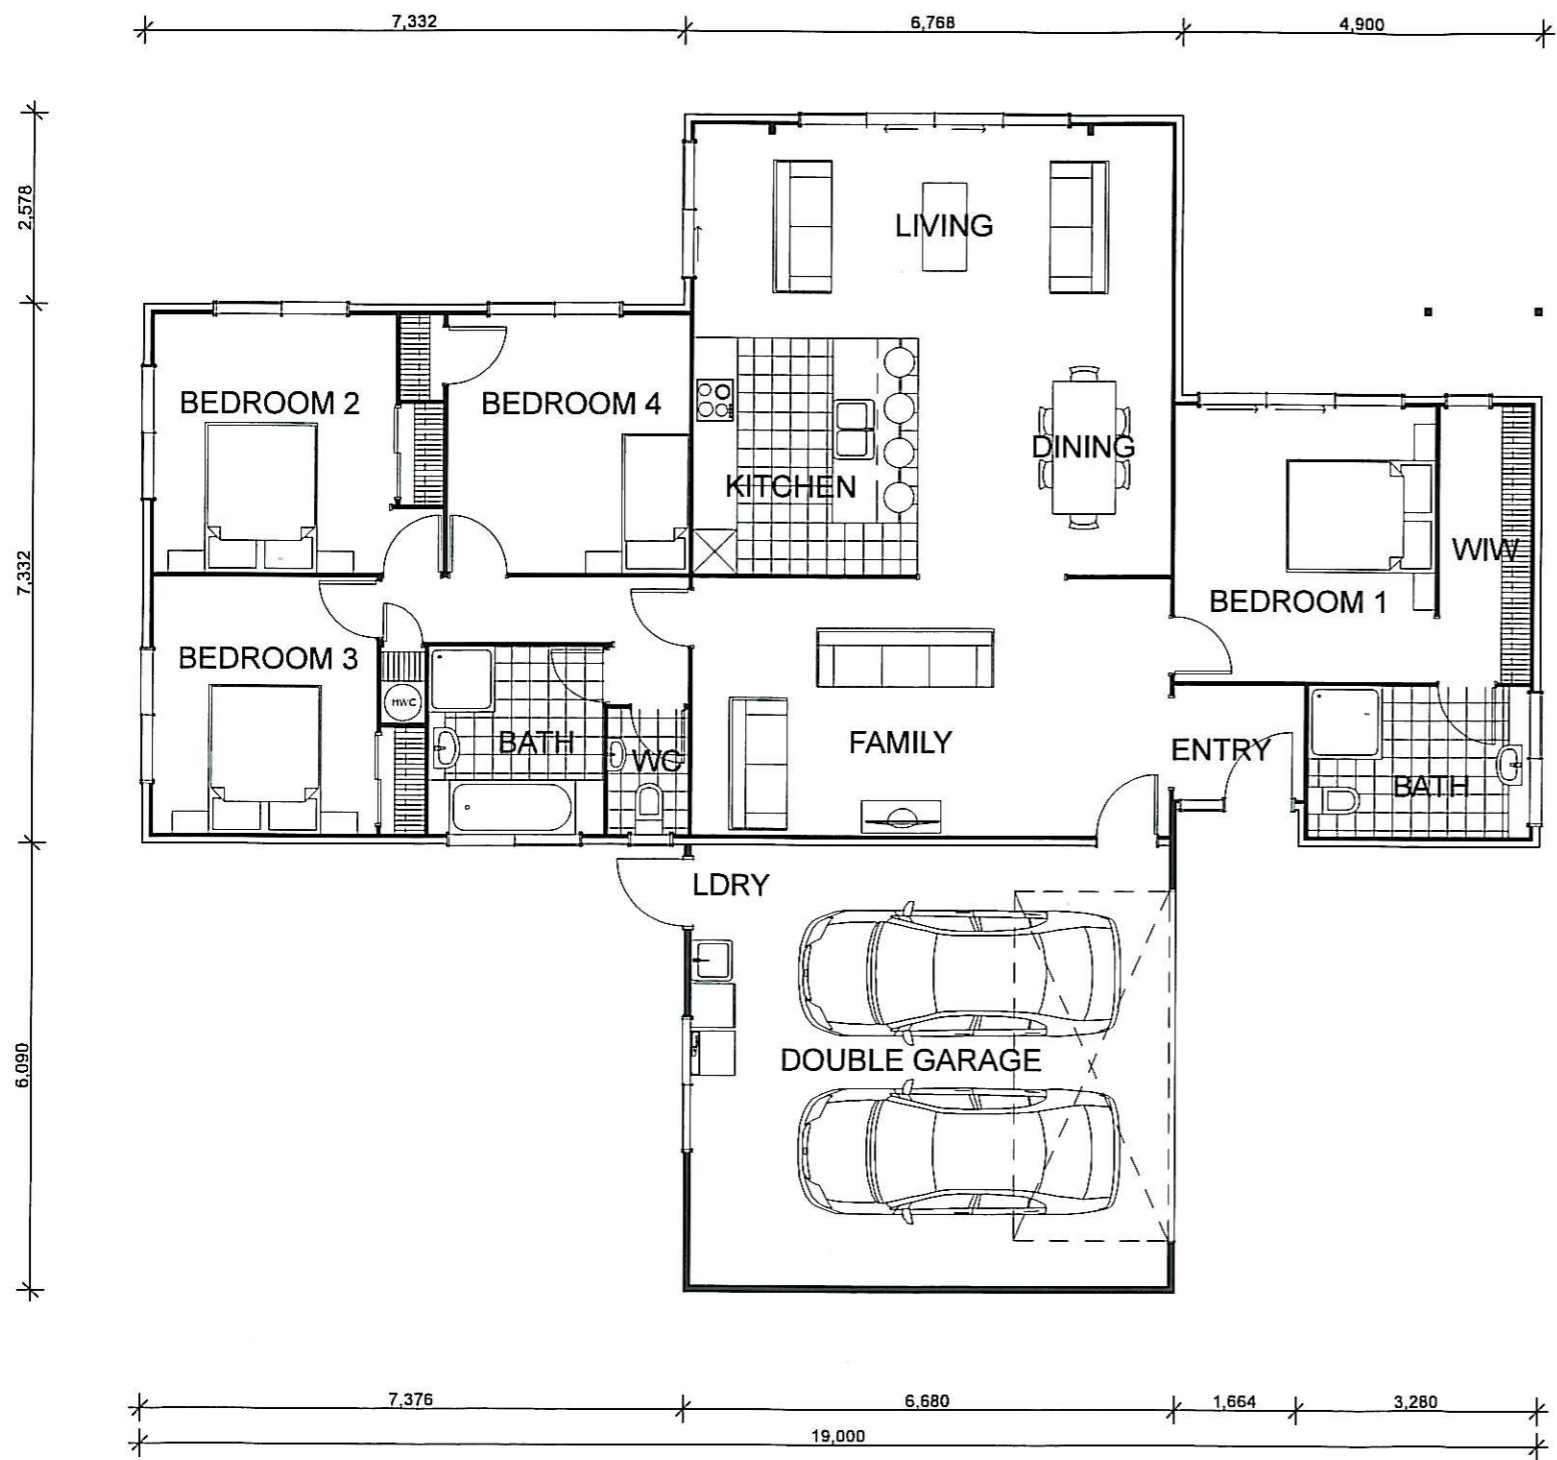 7,332
6,768
4,900
2,578
7,332
6,090
LIVING
BEDROOM 2
BEDROOM 4
DINING
KITCHEN
WIW
BEDROOM 1
BEDROOM 3
HWC
BATH
WC
FAMILY
ENTRY
BATH
LDRY
DOUBLE GARAGE
7,376
6,680
1,664
3,280
19,000